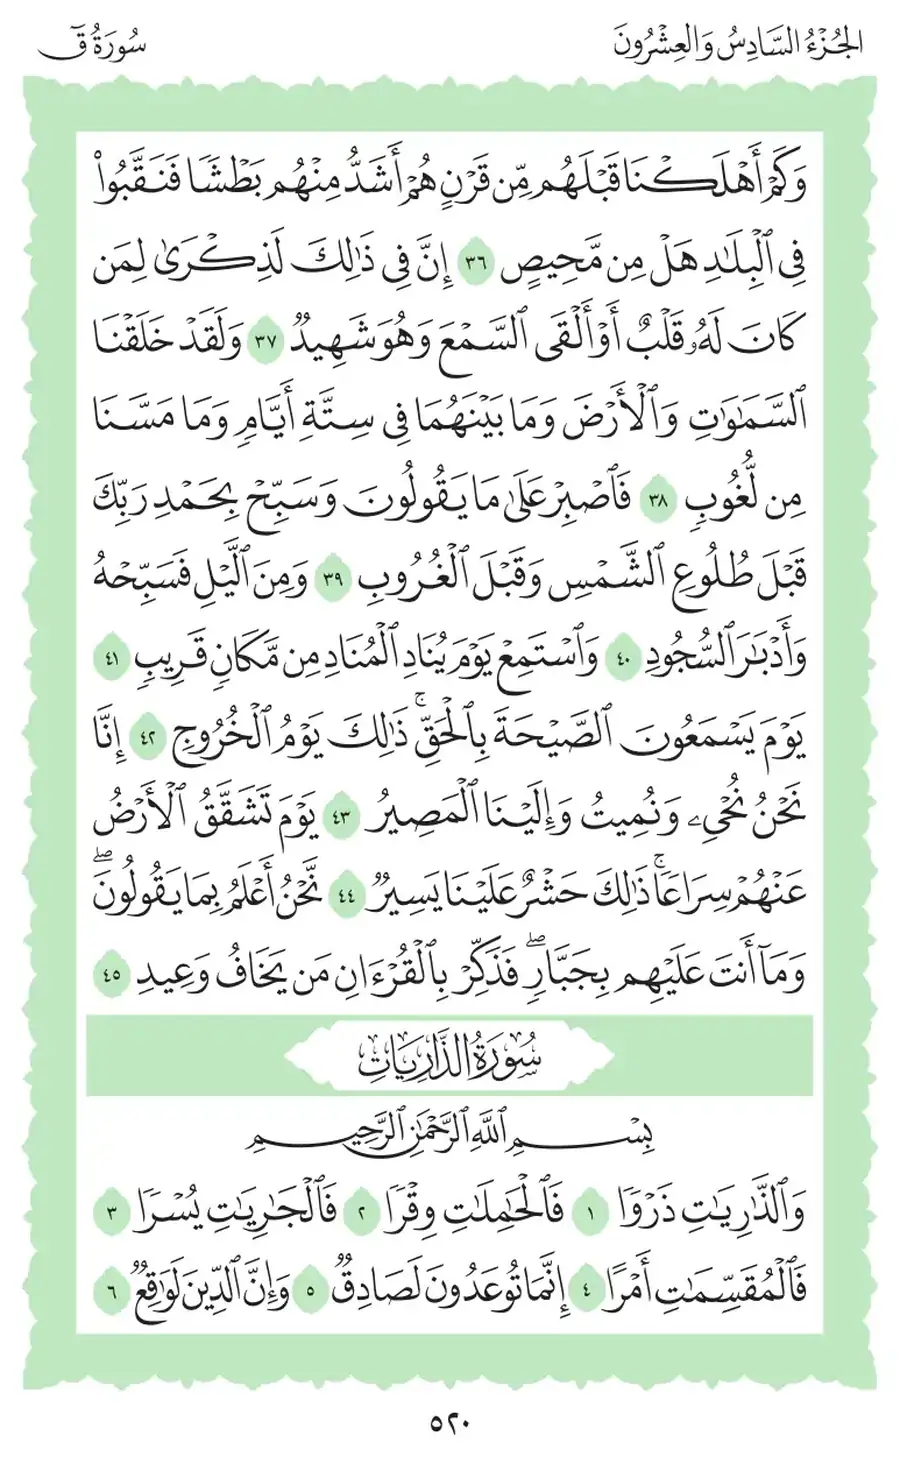 الجُزْءُ السَّادِسُ وَالعِشْرُونَ
سُورَةُ قٓ
وَكَمْ أَهْلَكْنَا قَبْلَهُم مِّن قَرْنٍ هُمْ أَشَدُّ مِنْهُم بَطْشًا فَنَقَّبُوا۟
فِى ٱلْبِلَـٰدِ هَلْ مِن مَّحِيصٍ ٣٦ إِنَّ فِى ذَٰلِكَ لَذِكْرَىٰ لِمَن
كَانَ لَهُۥ قَلْبٌ أَوْ أَلْقَى ٱلسَّمْعَ وَهُوَ شَهِيدٌ ٣٧ وَلَقَدْ خَلَقْنَا
ٱلسَّمَـٰوَٰتِ وَٱلْأَرْضَ وَمَا بَيْنَهُمَا فِى سِتَّةِ أَيَّامٍ وَمَا مَسَّنَا
مِن لُّغُوبٍ ٣٨ فَٱصْبِرْ عَلَىٰ مَا يَقُولُونَ وَسَبِّحْ بِحَمْدِ رَبِّكَ
قَبْلَ طُلُوعِ ٱلشَّمْسِ وَقَبْلَ ٱلْغُرُوبِ ٣٩ وَمِنَ ٱلَّيْلِ فَسَبِّحْهُ
وَأَدْبَـٰرَ ٱلسُّجُودِ ٤٠ وَٱسْتَمِعْ يَوْمَ يُنَادِ ٱلْمُنَادِ مِن مَّكَانٍ قَرِيبٍ ٤١
يَوْمَ يَسْمَعُونَ ٱلصَّيْحَةَ بِٱلْحَقِّ ۚ ذَٰلِكَ يَوْمُ ٱلْخُرُوجِ ٤٢ إِنَّا
نَحْنُ نُحْىِۦ وَنُمِيتُ وَإِلَيْنَا ٱلْمَصِيرُ ٤٣ يَوْمَ تَشَقَّقُ ٱلْأَرْضُ
عَنْهُمْ سِرَاعًا ۚ ذَٰلِكَ حَشْرٌ عَلَيْنَا يَسِيرٌ ٤٤ نَّحْنُ أَعْلَمُ بِمَا يَقُولُونَ ۖ
وَمَآ أَنتَ عَلَيْهِم بِجَبَّارٍ ۖ فَذَكِّرْ بِٱلْقُرْءَانِ مَن يَخَافُ وَعِيدِ ٤٥
سُورَةُ الذَّارِيَاتِ
بِسْمِ ٱللَّهِ ٱلرَّحْمَـٰنِ ٱلرَّحِيمِ
وَٱلذَّٰرِيَـٰتِ ذَرْوًا ١ فَٱلْحَـٰمِلَـٰتِ وِقْرًا ٢ فَٱلْجَـٰرِيَـٰتِ يُسْرًا ٣
فَٱلْمُقَسِّمَـٰتِ أَمْرًا ٤ إِنَّمَا تُوعَدُونَ لَصَادِقٌ ٥ وَإِنَّ ٱلدِّينَ لَوَٰقِعٌ ٦
٥٢٠